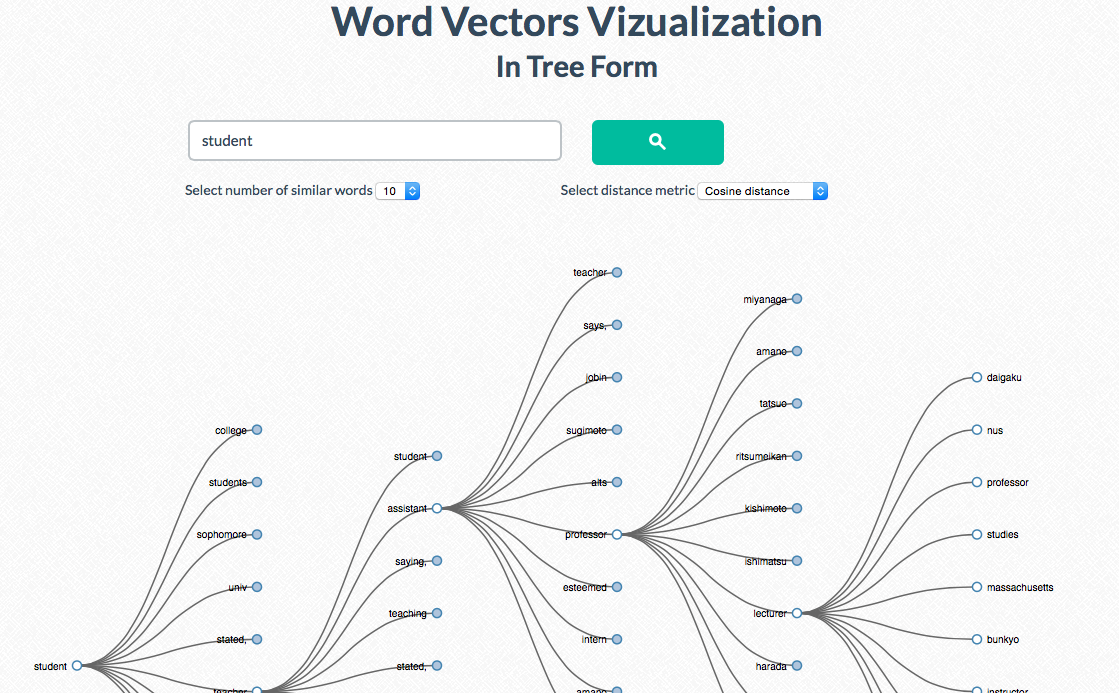 Word Vectors Vizualization
In Tree Form
student
Select number of similar words 10
Select distance metric Cosine distance
teacher
says,
jobin
sugimoto
aits
professor
esteemed
intern
amano
miyanaga
amano
tatsuo
ritsumeikan
kishimoto
ishimatsu
lecturer
harada
daigaku
nus
professor
studies
massachusetts
bunkyo
instructor
college
students
sophomore
univ
stated,
teacher
student
student
assistant
saying,
teaching
stated,